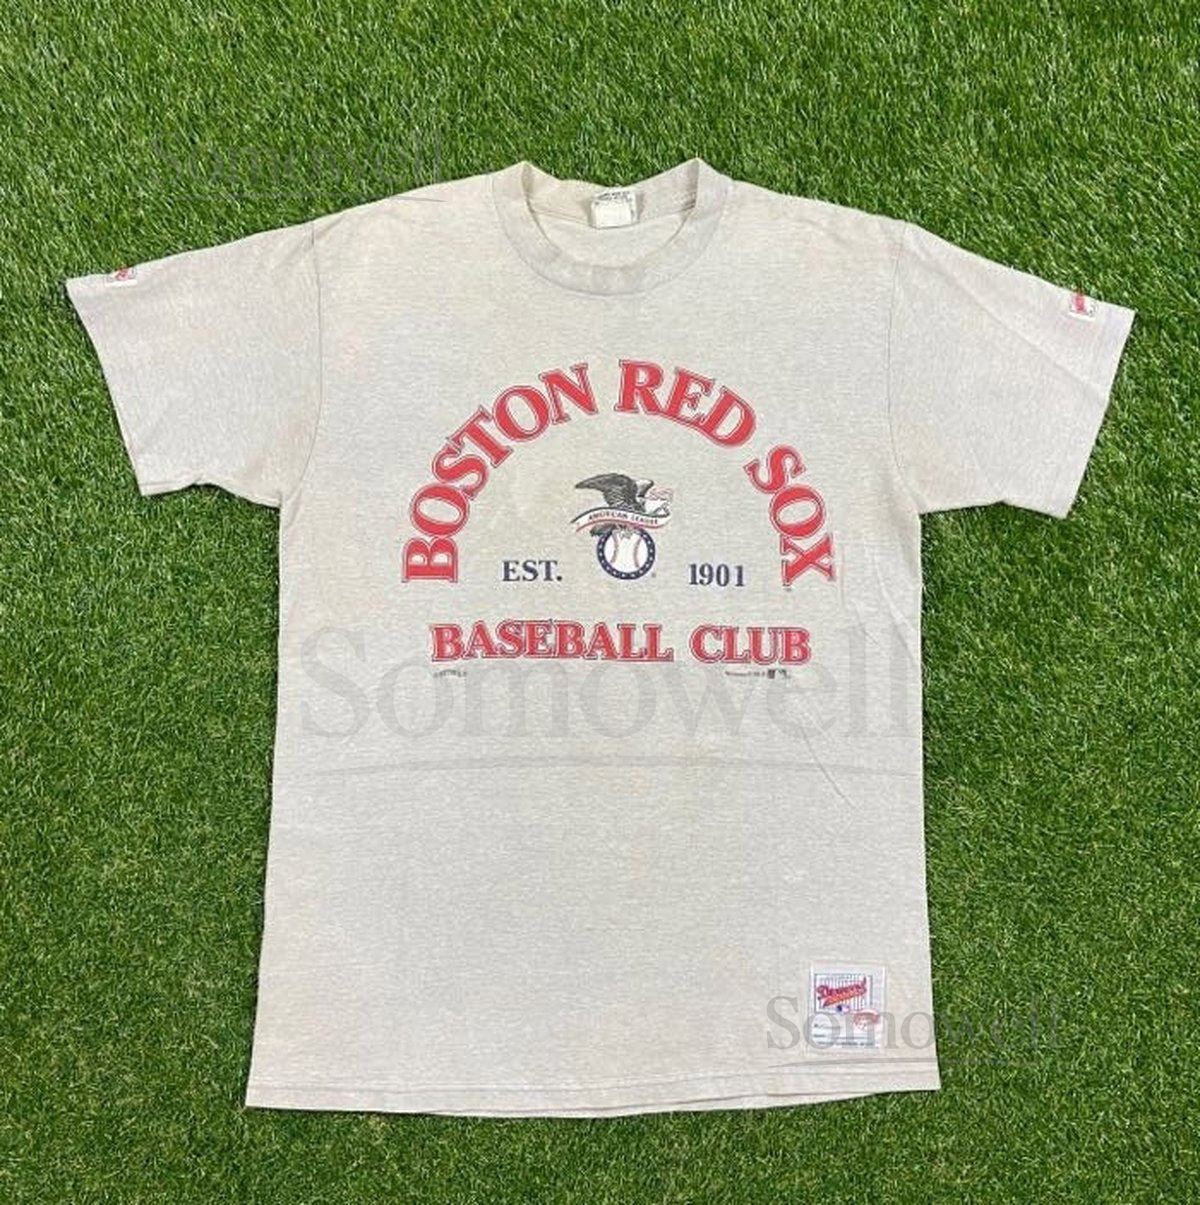 Somowell
BOSTON RED SOX
AMERICAN LEAGUE
EST. 1901
BASEBALL CLUB
Somowell
Somowell